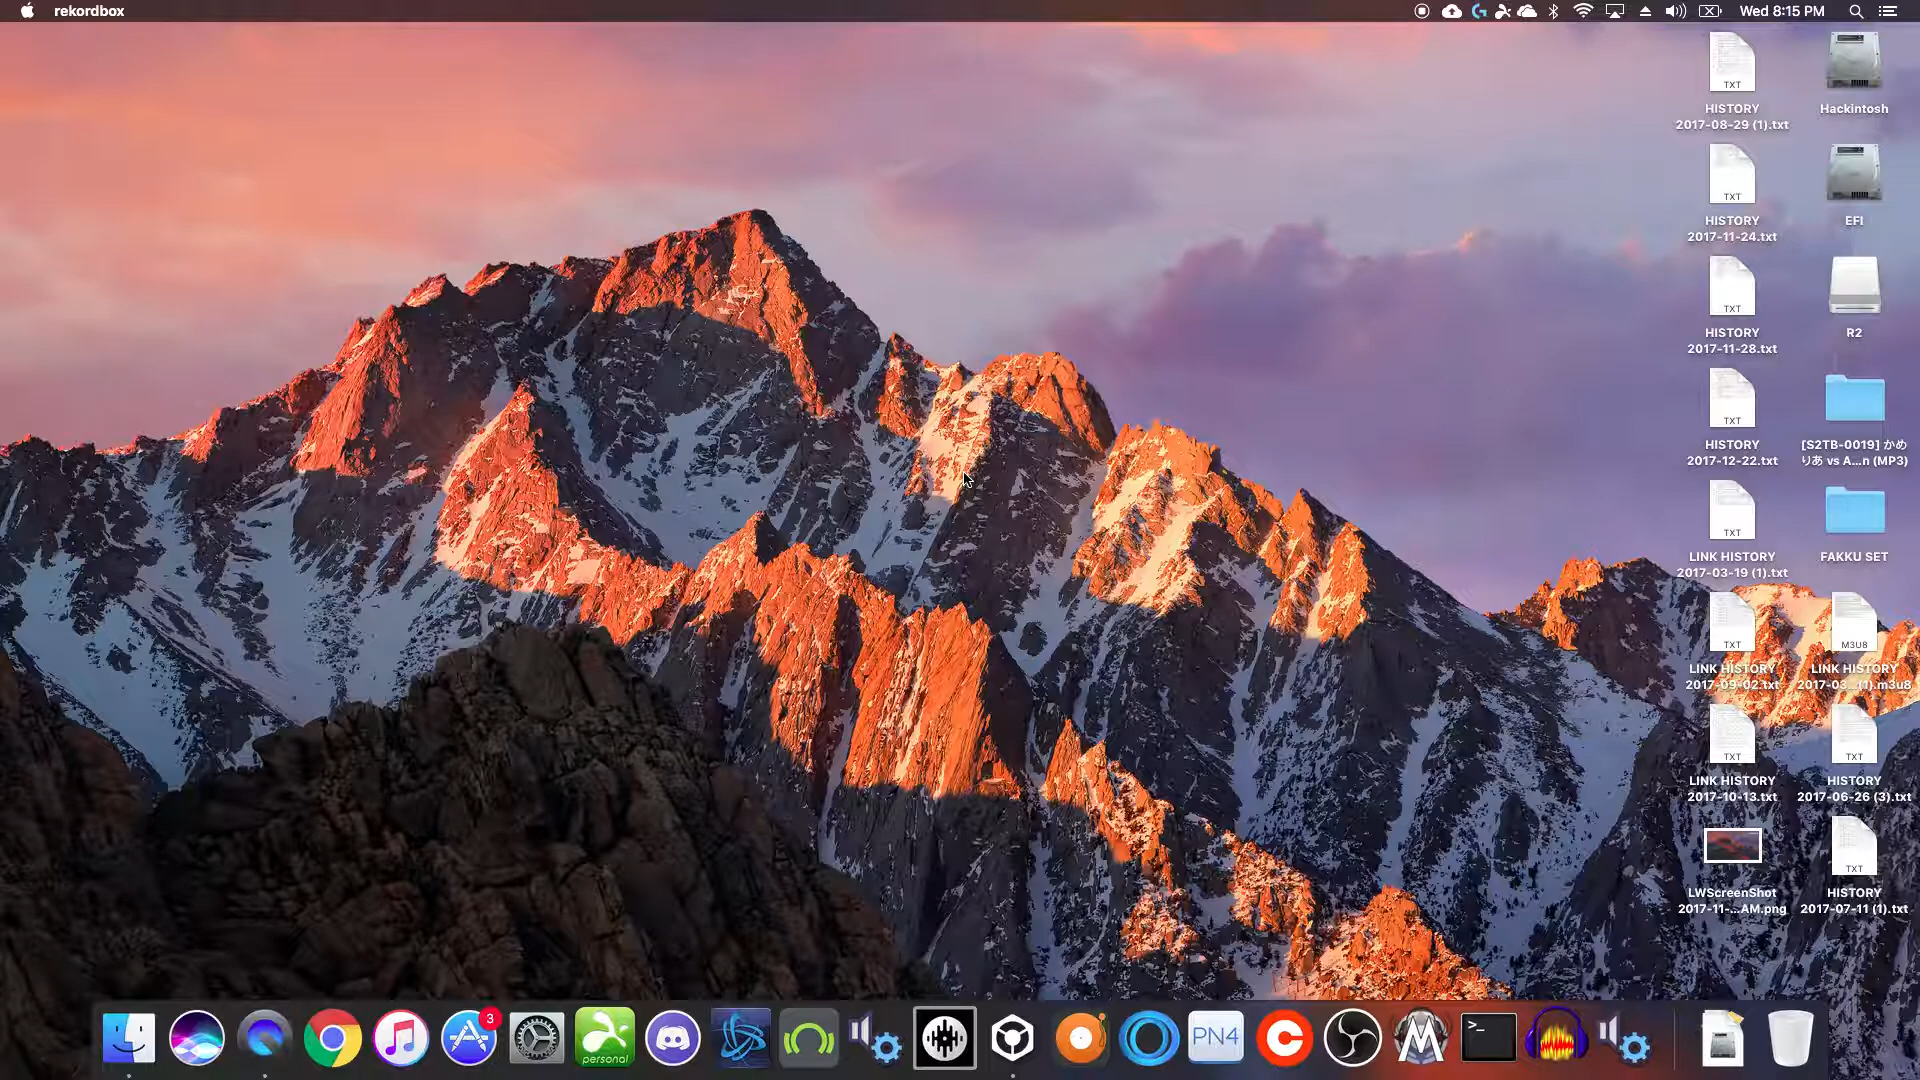 rekordbox
Wed 8:15 PM
TXT
HISTORY
2017-08-29 (1).txt
Hackintosh
TXT
HISTORY
2017-11-24.txt
EFI
TXT
HISTORY
2017-11-28.txt
R2
TXT
HISTORY
2017-12-22.txt
[S2TB-0019] かめ
りあ vs A...n (MP3)
TXT
LINK HISTORY
2017-03-19 (1).txt
FAKKU SET
TXT
LINK HISTORY
2017-09-02.txt
M3U8
LINK HISTORY
2017-03...(1).m3u8
TXT
LINK HISTORY
2017-10-13.txt
TXT
HISTORY
2017-06-26 (3).txt
LWScreenShot
2017-11-...AM.png
TXT
HISTORY
2017-07-11 (1).txt
3
personal
PN4
>_